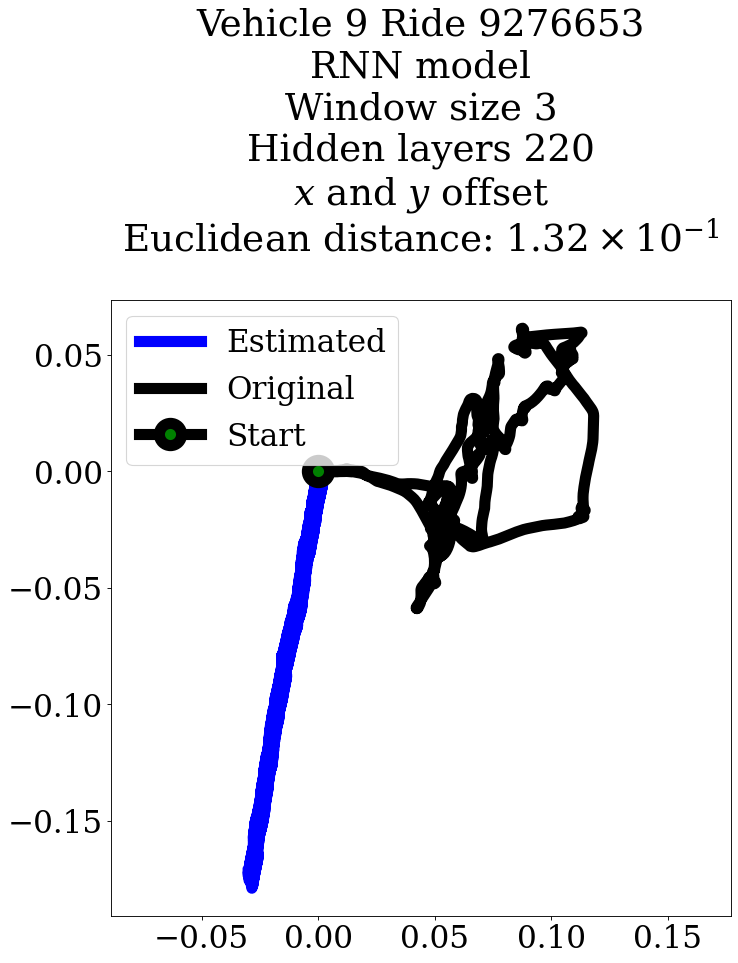 Vehicle 9 Ride 9276653
RNN model
Window size 3
Hidden layers 220
x and y offset
Euclidean distance: 1.32 × 10⁻¹
Estimated
Original
Start
0.05
0.00
−0.05
−0.10
−0.15
−0.05 0.00 0.05 0.10 0.15